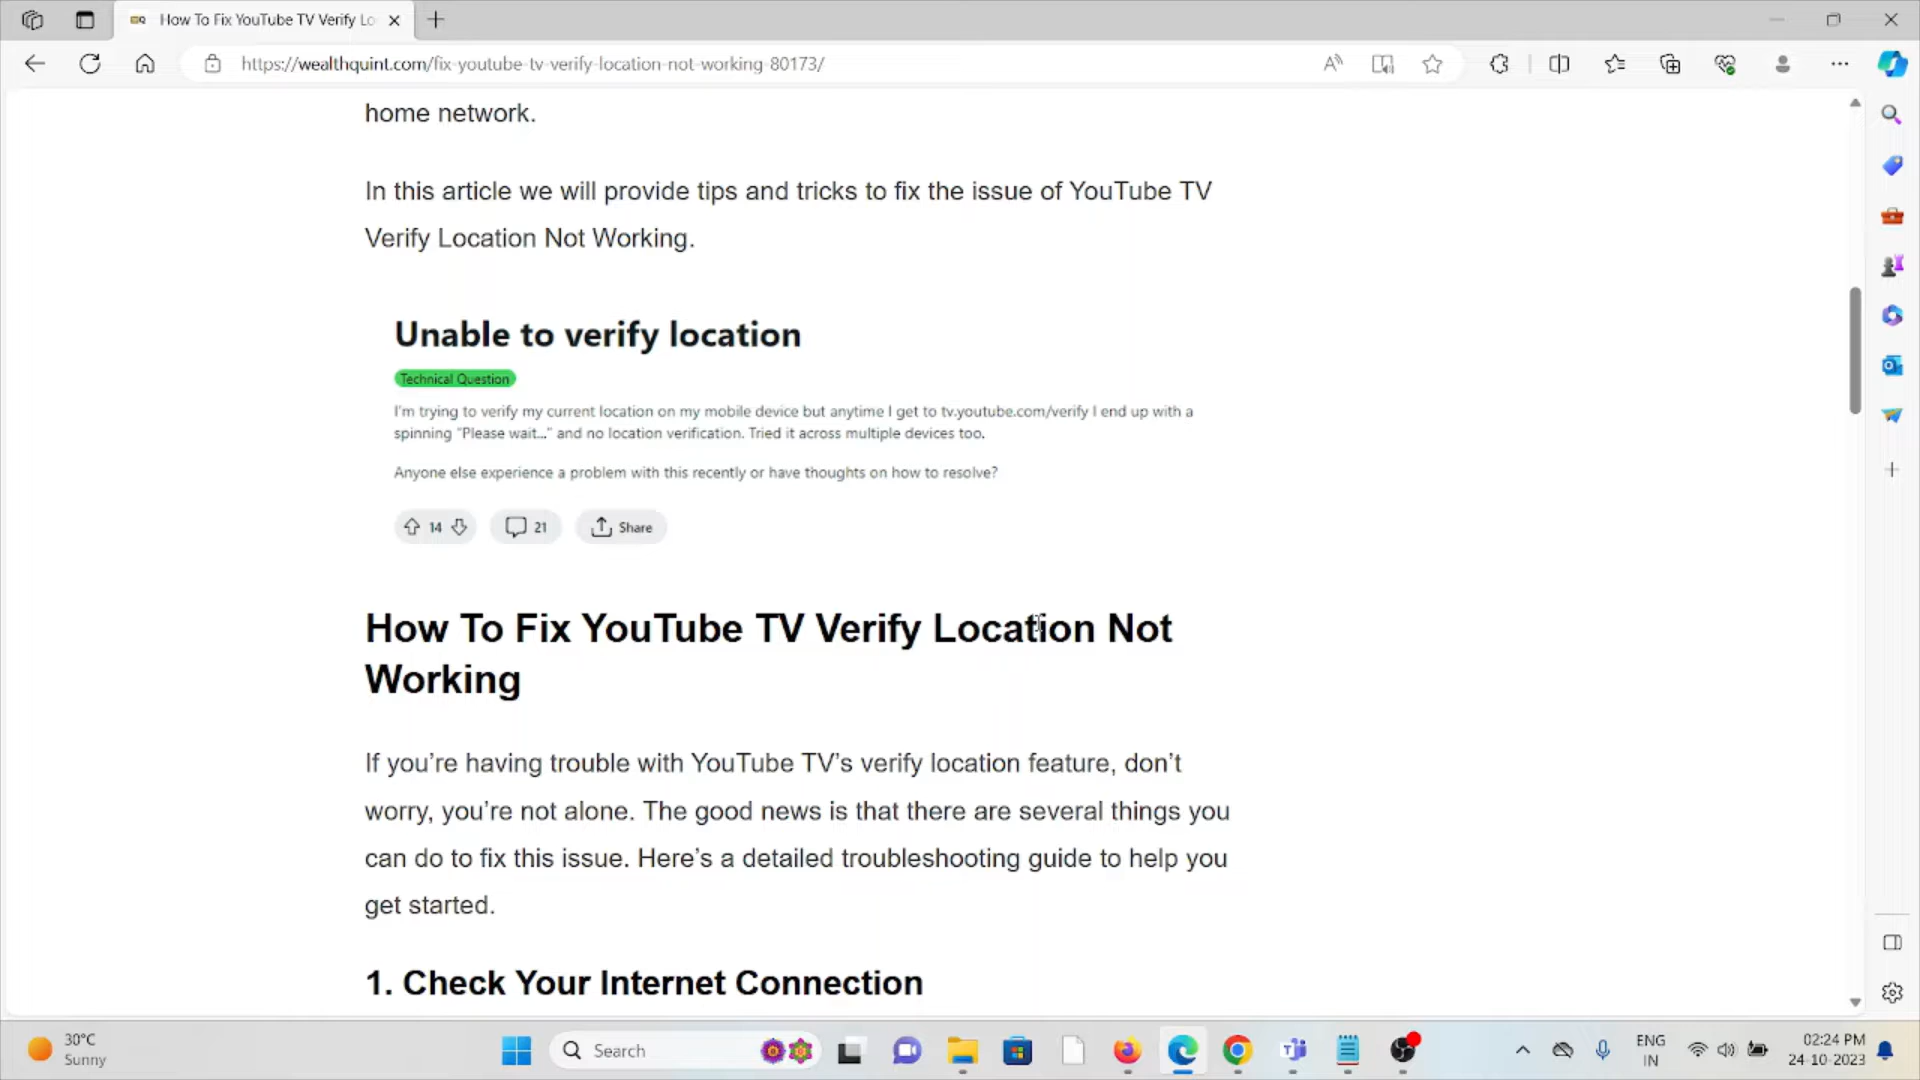 How To Fix YouTube TV Verify Lo
https://wealthquint.com/fix-youtube-tv-verify-location-not-working-80173/
home network.
In this article we will provide tips and tricks to fix the issue of YouTube TV
Verify Location Not Working.
Unable to verify location
Technical Question
I'm trying to verify my current location on my mobile device but anytime I get to tv.youtube.com/verify I end up with a
spinning "Please wait..." and no location verification. Tried it across multiple devices too.
Anyone else experience a problem with this recently or have thoughts on how to resolve?
14 21 Share
How To Fix YouTube TV Verify Location Not
Working
If you’re having trouble with YouTube TV’s verify location feature, don’t
worry, you’re not alone. The good news is that there are several things you
can do to fix this issue. Here’s a detailed troubleshooting guide to help you
get started.
1. Check Your Internet Connection
30°C
Sunny
Search
ENG
IN
02:24 PM
24-10-2023